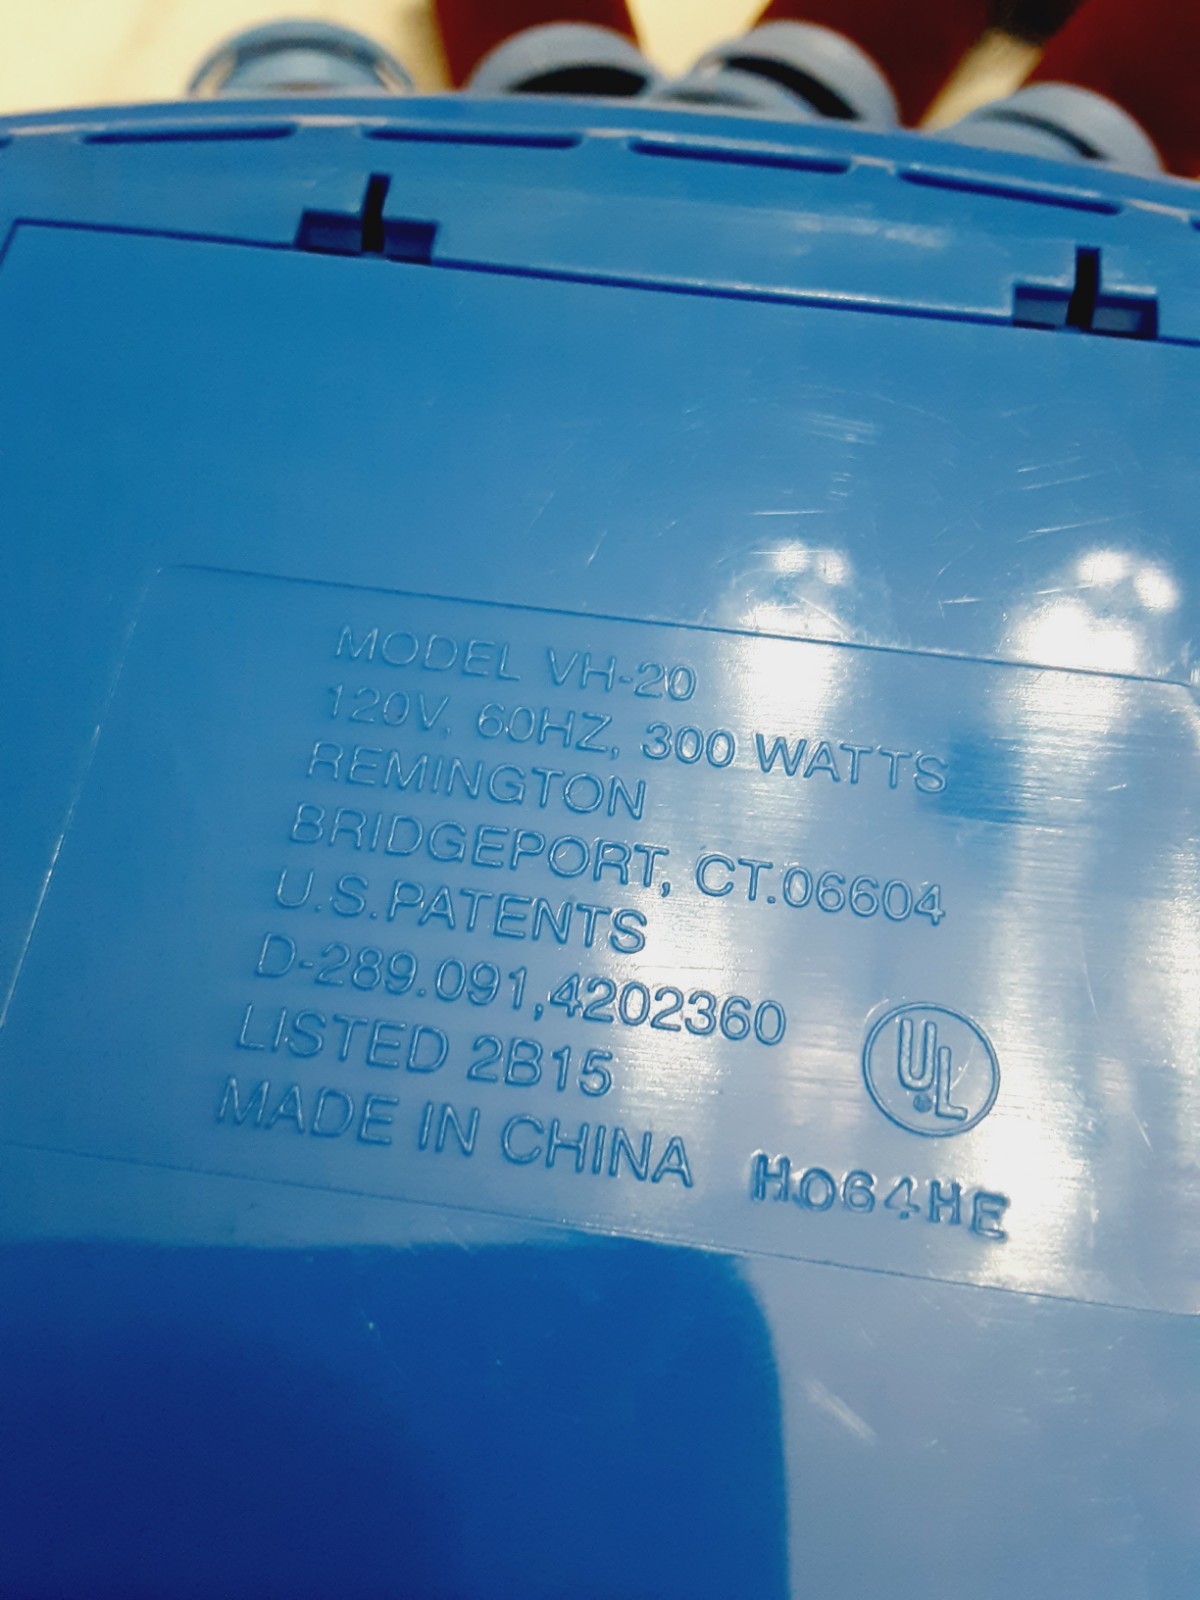 MODEL VH-20
120V, 60HZ, 300 WATTS
REMINGTON
BRIDGEPORT, CT.06604
U.S. PATENTS
D-289.091,4202360
LISTED 2B15
UL
MADE IN CHINA H064HE